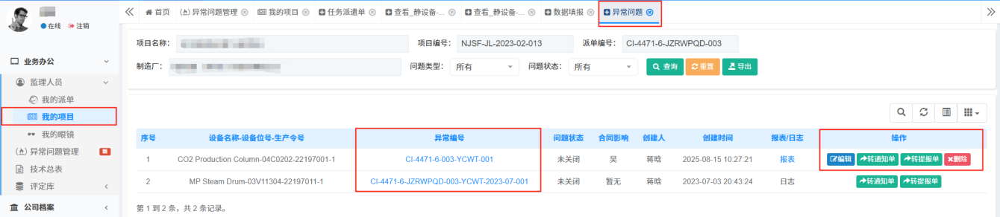 首页 异常问题管理 我的项目 任务派遣单 查看_静设备-... 查看_静设备-... 数据填报 异常问题
在线 注销
项目名称： 项目编号： NJSF-JL-2023-02-013 派单编号： CI-4471-6-JZRWPQD-003
制造厂： 问题类型： 所有 问题状态： 所有 查询 重置 导出
业务办公
监理人员
我的派单
我的项目
我的眼镜
异常问题管理
技术总表
评定库
公司档案
序号 设备名称-设备位号-生产令号 异常编号 问题状态 合同影响 创建人 创建时间 报表/日志 操作
1 CO2 Production Column-04C0202-22197001-1 CI-4471-6-003-YCWT-001 未关闭 吴 蒋晗 2025-08-15 10:27:21 报表 编辑 转通知单 转提报单 删除
2 MP Steam Drum-03V11304-22197011-1 CI-4471-6-JZRWPQD-003-YCWT-2023-07-001 未关闭 暂无 蒋晗 2023-07-03 20:43:24 日志 转通知单 转提报单
第 1 到 2 条，共 2 条记录。